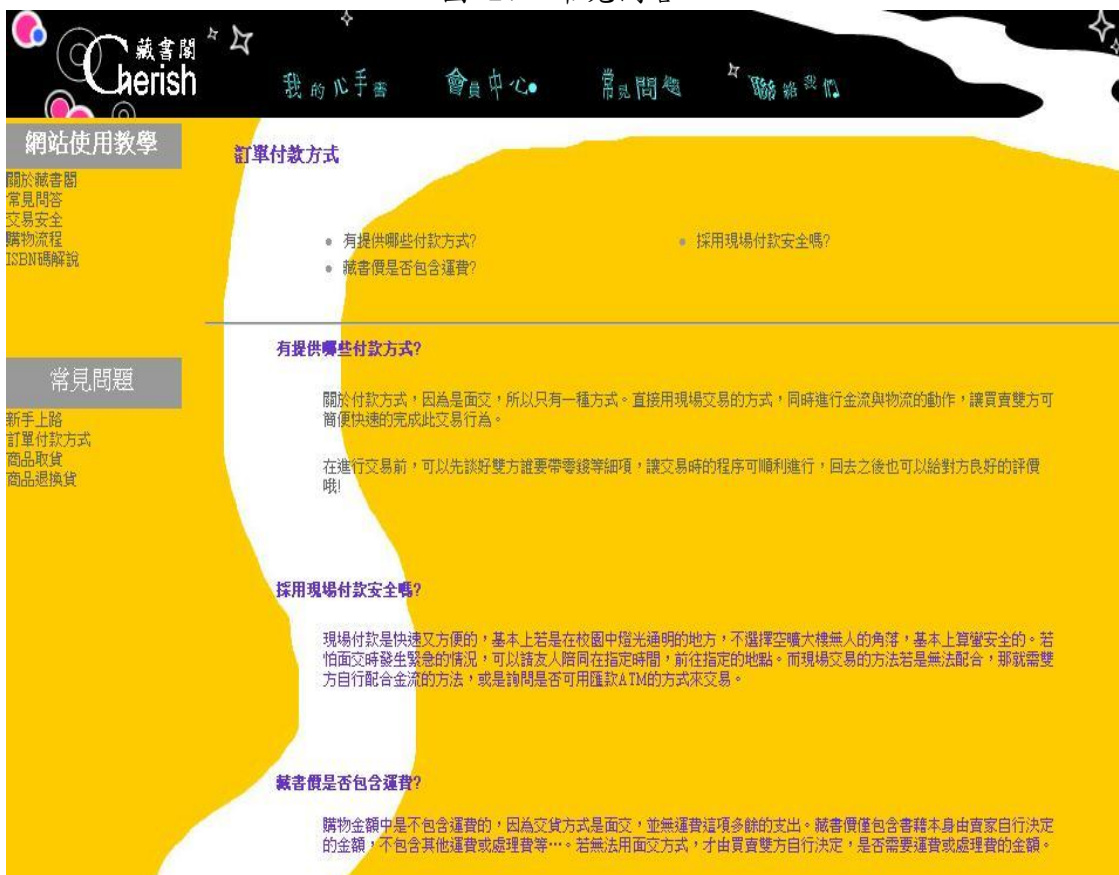 藏書閣
Cherish
我的心手書
會員中心
常見問題
聯絡我們
網站使用教學
關於藏書閣
常見問答
交易安全
購物流程
ISBN碼解說
常見問題
新手上路
訂單付款方式
商品取貨
商品退換貨
訂單付款方式
有提供哪些付款方式?
採用現場付款安全嗎?
藏書價是否包含運費?
有提供哪些付款方式?
關於付款方式，因為是面交，所以只有一種方式。直接用現場交易的方式，同時進行金流與物流的動作，讓買賣雙方可
簡便快速的完成此交易行為。
在進行交易前，可以先談好雙方誰要帶零錢等細項，讓交易時的程序可順利進行，回去之後也可以給對方良好的評價
哦!
採用現場付款安全嗎?
現場付款是快速又方便的，基本上若是在校園中燈光通明的地方，不選擇空曠大樓無人的角落，基本上算蠻安全的。若
怕面交時發生緊急的情況，可以請友人陪同在指定時間，前往指定的地點。而現場交易的方法若是無法配合，那就需雙
方自行配合金流的方法，或是詢問是否可用匯款ATM的方式來交易。
藏書價是否包含運費?
購物金額中是不包含運費的，因為交貨方式是面交，並無運費這項多餘的支出。藏書價僅包含書籍本身由賣家自行決定
的金額，不包含其他運費或處理費等…。若無法用面交方式，才由買賣雙方自行決定，是否需要運費或處理費的金額。